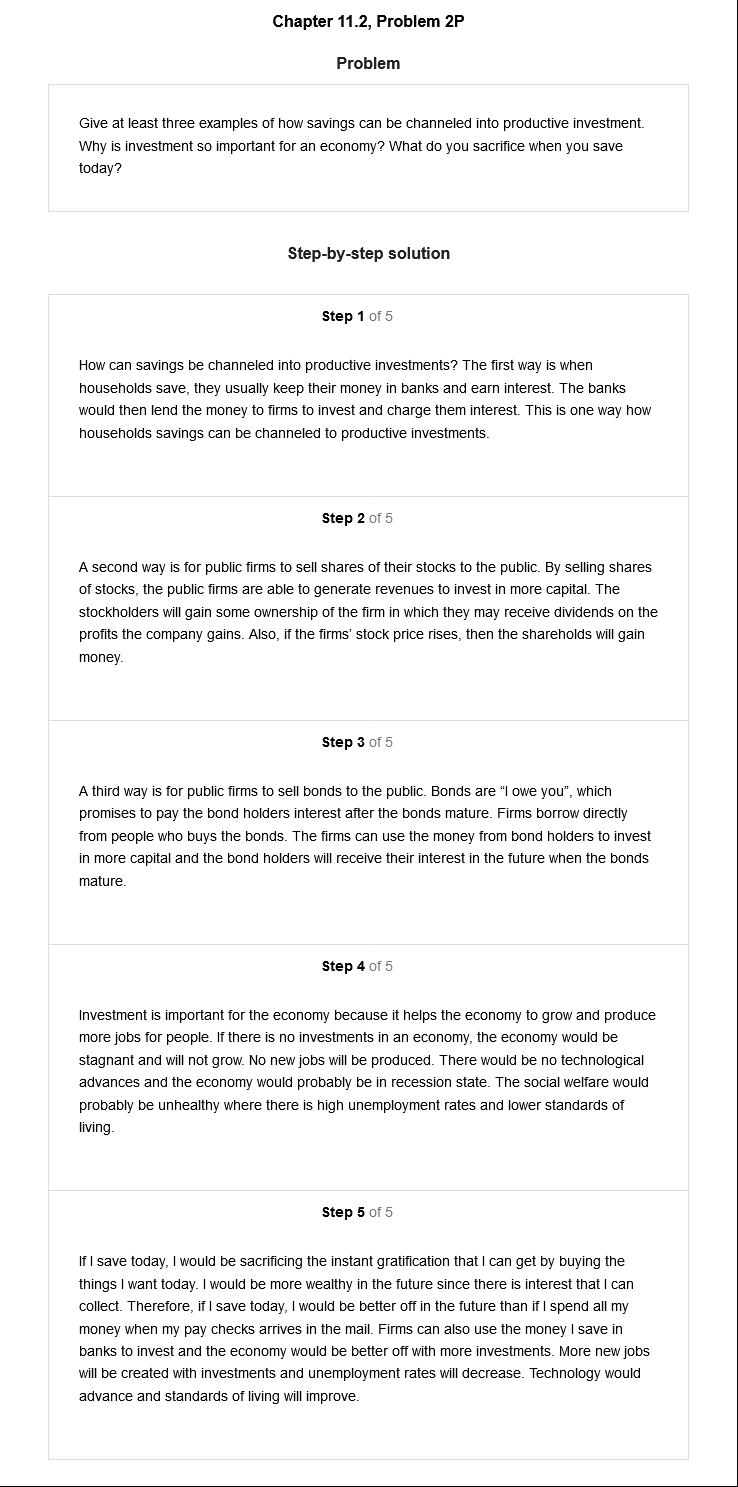 Chapter 11.2, Problem 2P
Problem
Give at least three examples of how savings can be channeled into productive investment.
Why is investment so important for an economy? What do you sacrifice when you save
today?
Step-by-step solution
Step 1 of 5
How can savings be channeled into productive investments? The first way is when
households save, they usually keep their money in banks and earn interest. The banks
would then lend the money to firms to invest and charge them interest. This is one way how
households savings can be channeled to productive investments.
Step 2 of 5
A second way is for public firms to sell shares of their stocks to the public. By selling shares
of stocks, the public firms are able to generate revenues to invest in more capital. The
stockholders will gain some ownership of the firm in which they may receive dividends on the
profits the company gains. Also, if the firms' stock price rises, then the shareholds will gain
money.
Step 3 of 5
A third way is for public firms to sell bonds to the public. Bonds are “I owe you”, which
promises to pay the bond holders interest after the bonds mature. Firms borrow directly
from people who buys the bonds. The firms can use the money from bond holders to invest
in more capital and the bond holders will receive their interest in the future when the bonds
mature.
Step 4 of 5
Investment is important for the economy because it helps the economy to grow and produce
more jobs for people. If there is no investments in an economy, the economy would be
stagnant and will not grow. No new jobs will be produced. There would be no technological
advances and the economy would probably be in recession state. The social welfare would
probably be unhealthy where there is high unemployment rates and lower standards of
living.
Step 5 of 5
If I save today, I would be sacrificing the instant gratification that I can get by buying the
things I want today. I would be more wealthy in the future since there is interest that I can
collect. Therefore, if I save today, I would be better off in the future than if I spend all my
money when my pay checks arrives in the mail. Firms can also use the money I save in
banks to invest and the economy would be better off with more investments. More new jobs
will be created with investments and unemployment rates will decrease. Technology would
advance and standards of living will improve.